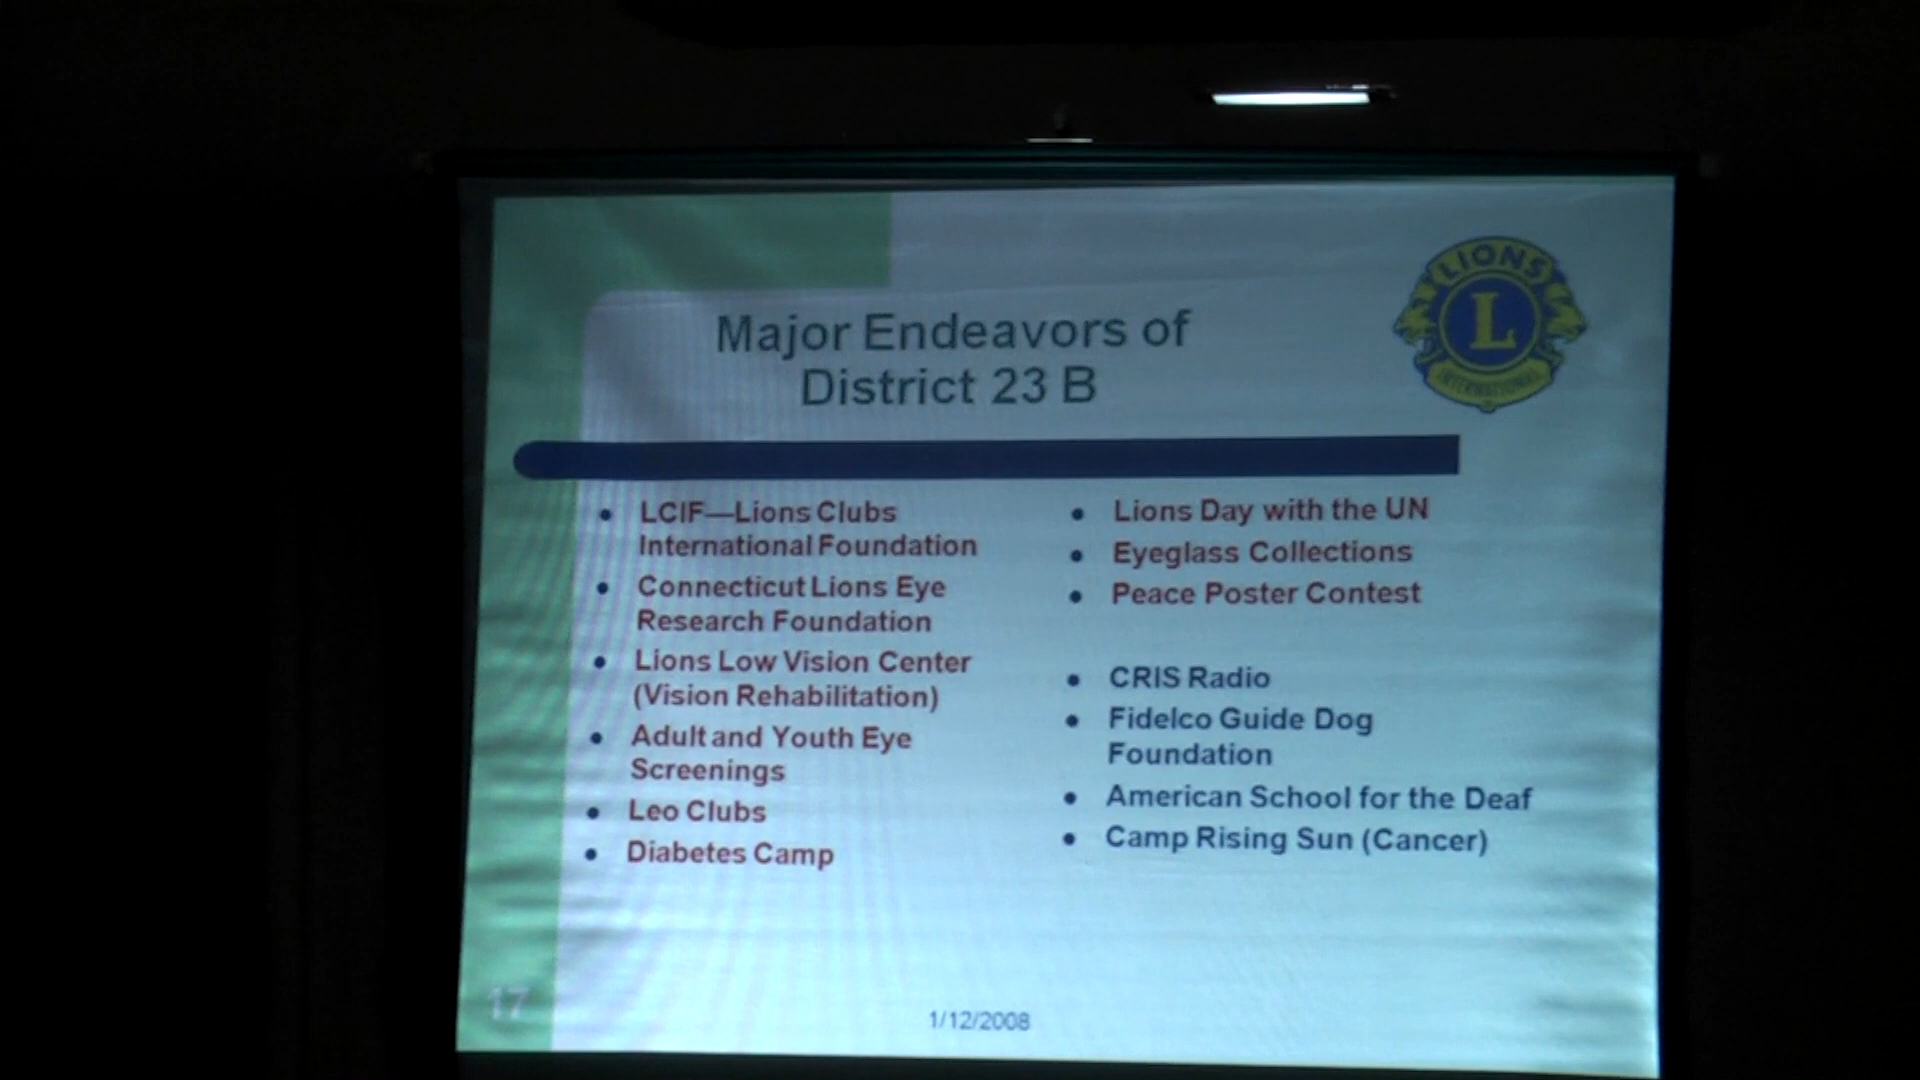 LIONS
L
INTERNATIONAL
Major Endeavors of
District 23 B
• LCIF—Lions Clubs
International Foundation
• Connecticut Lions Eye
Research Foundation
• Lions Low Vision Center
(Vision Rehabilitation)
• Adult and Youth Eye
Screenings
• Leo Clubs
• Diabetes Camp
• Lions Day with the UN
• Eyeglass Collections
• Peace Poster Contest
• CRIS Radio
• Fidelco Guide Dog
Foundation
• American School for the Deaf
• Camp Rising Sun (Cancer)
17
1/12/2008